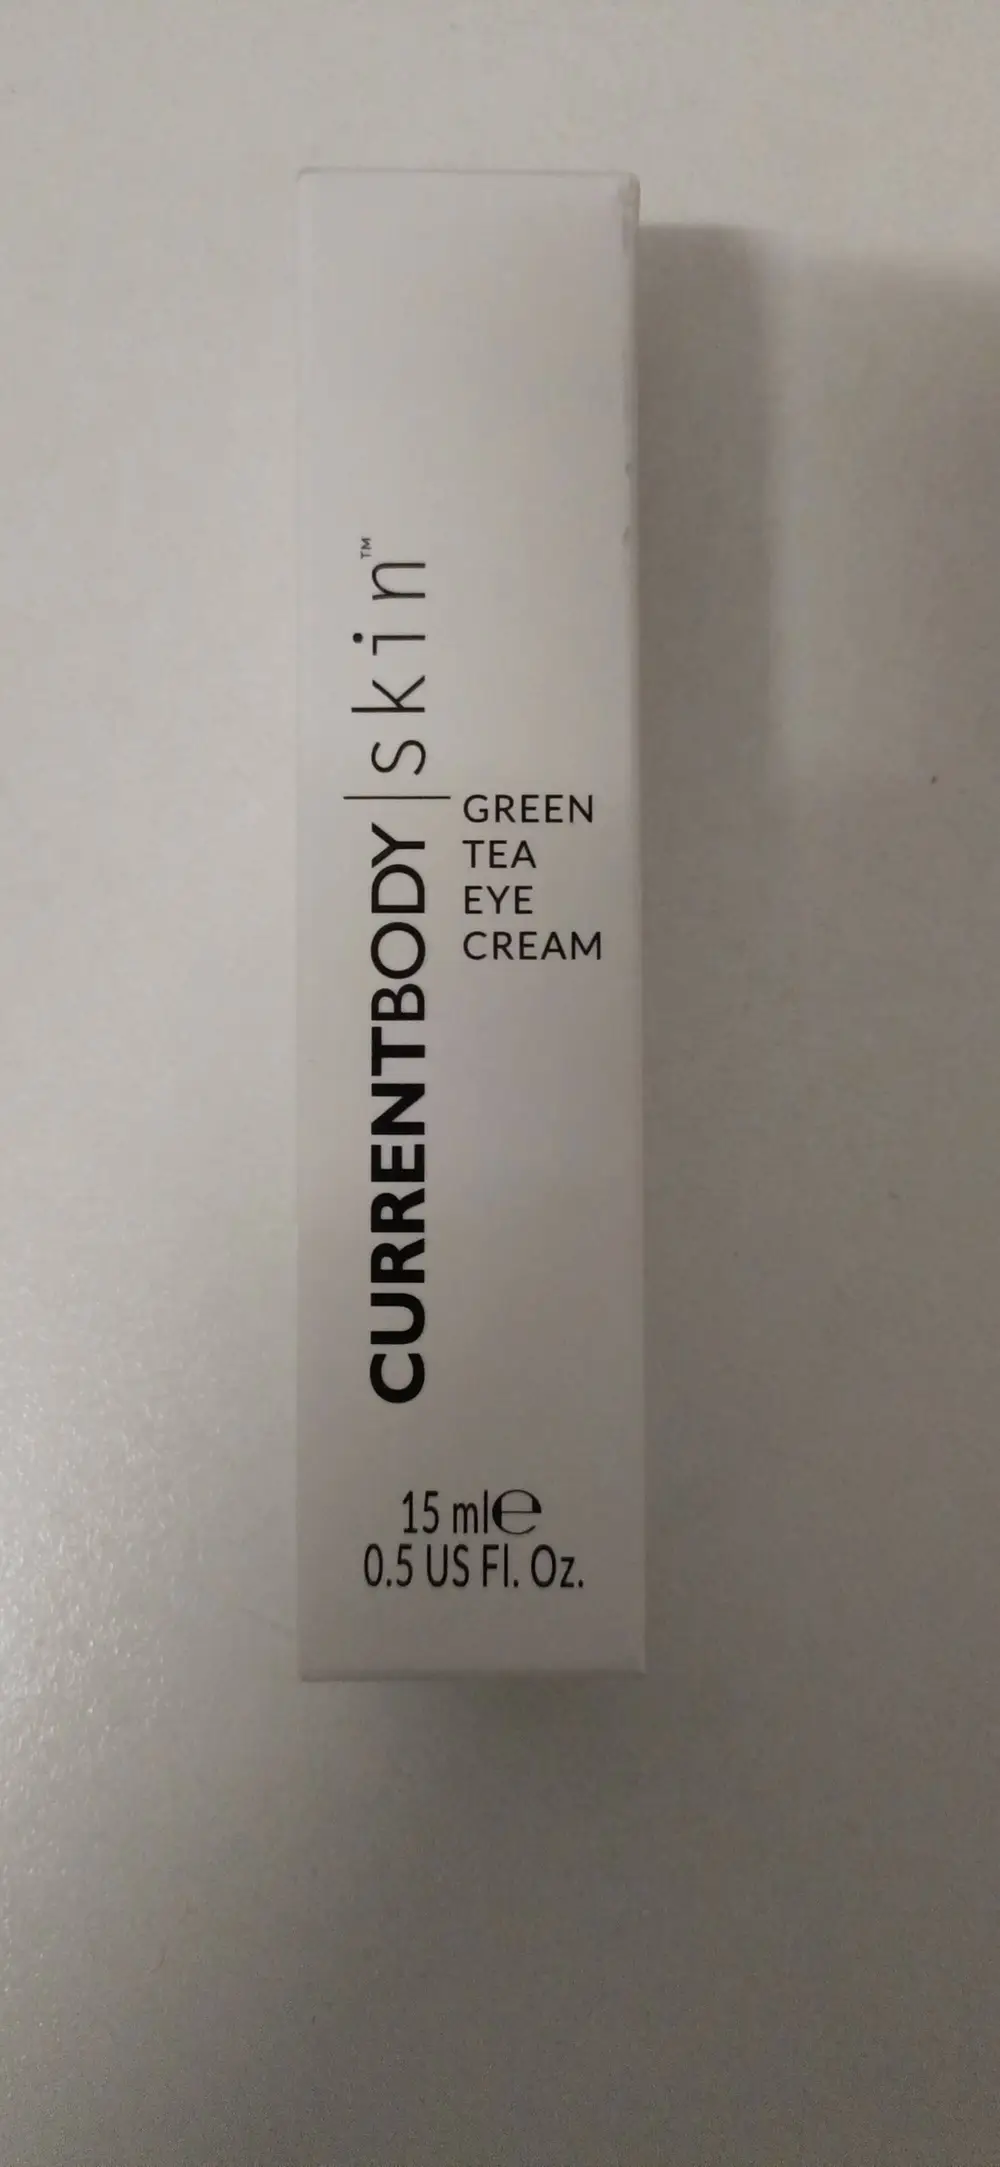 CURRENTBODY|skin™
GREEN
TEA
EYE
CREAM
15 ml℮
0.5 US Fl. Oz.